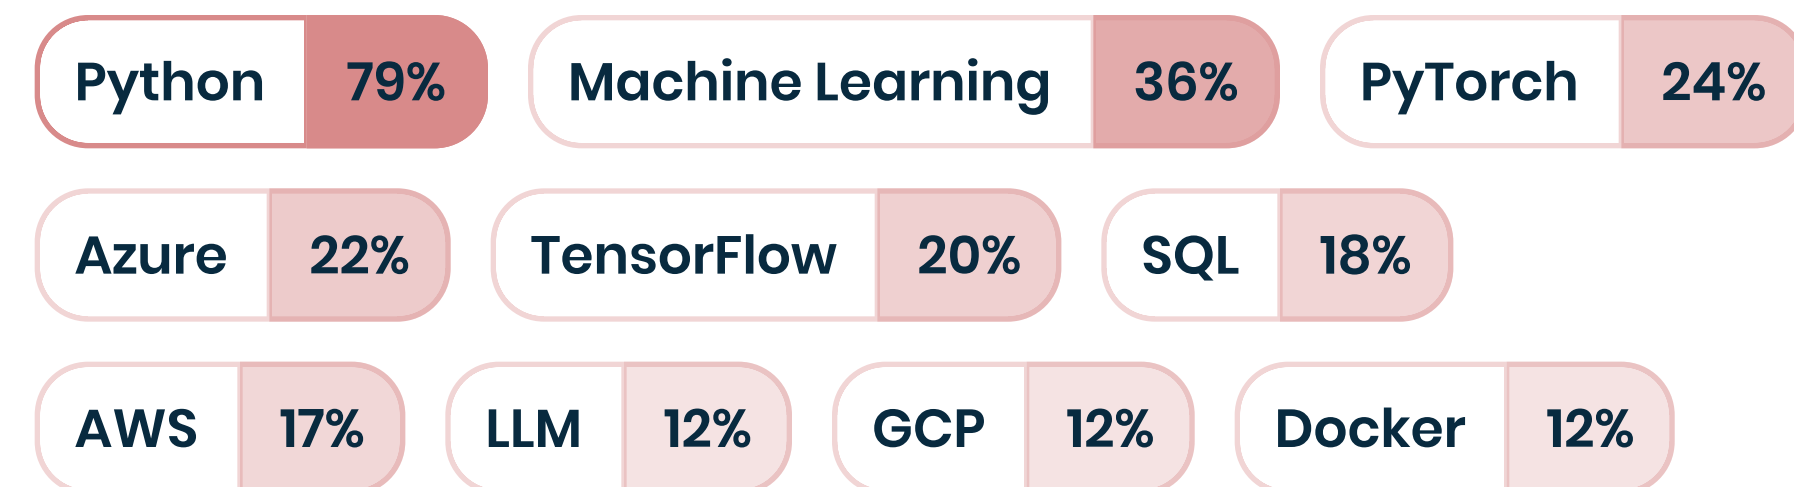 Python 79% Machine Learning 36% PyTorch 24%
Azure 22% TensorFlow 20% SQL 18%
AWS 17% LLM 12% GCP 12% Docker 12%